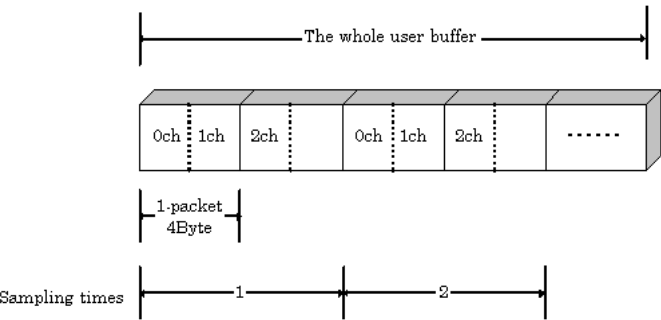 The whole user buffer
0ch 1ch 2ch 0ch 1ch 2ch ······
1-packet
4Byte
Sampling times 1 2